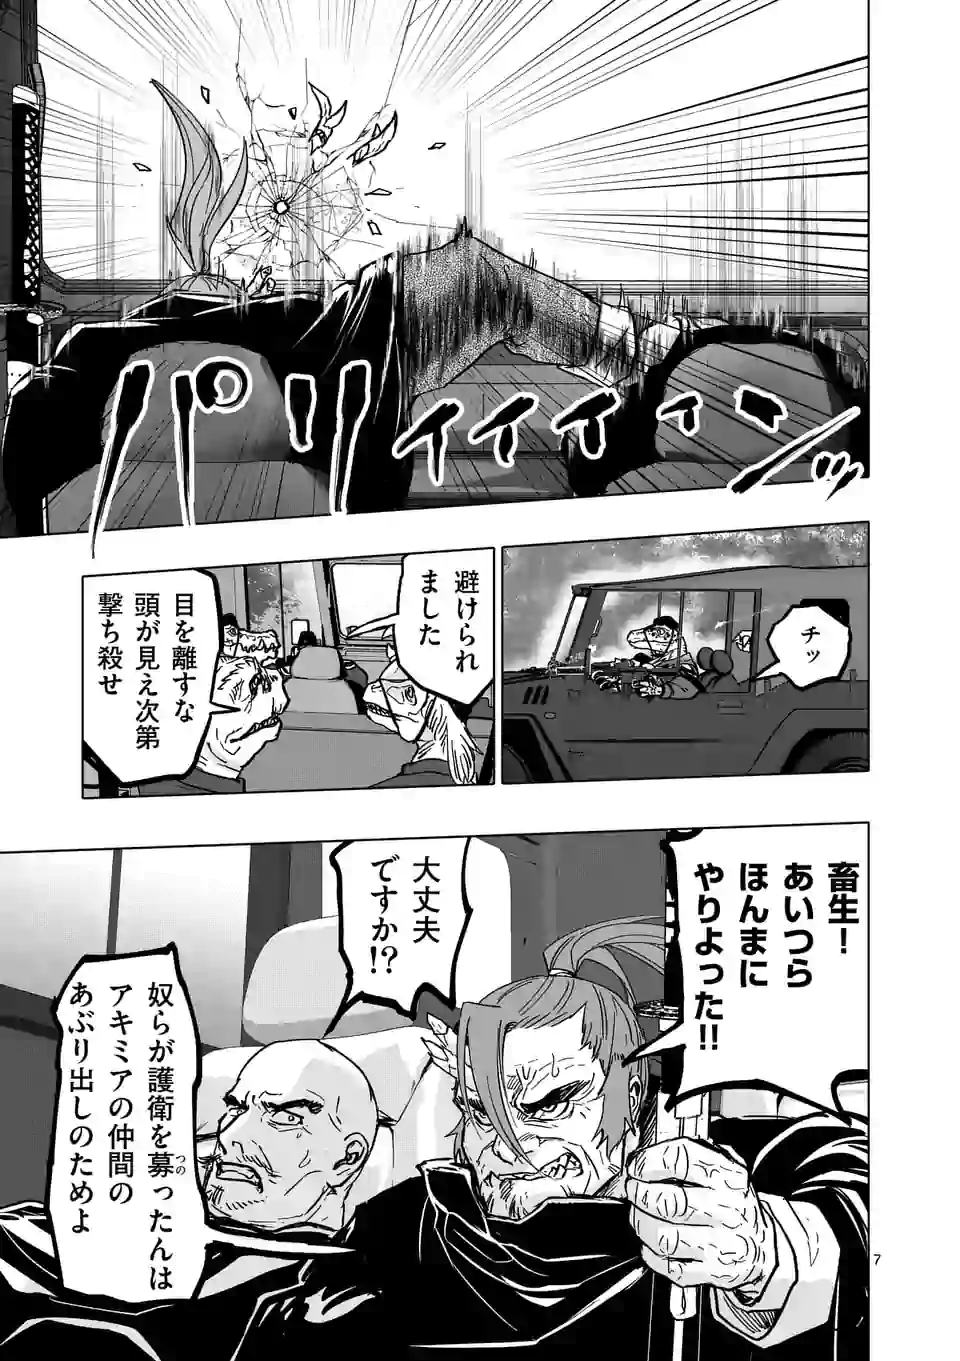 パリィイイィンッ
チッ
避けられ
ました
目を離すな
頭が見え次第
撃ち殺せ
畜生！
あいつら
ほんまに
やりよった!!
大丈夫
ですか!?
奴らが護衛を募ったんは
つの
アキミアの仲間の
あぶり出しのためよ
7